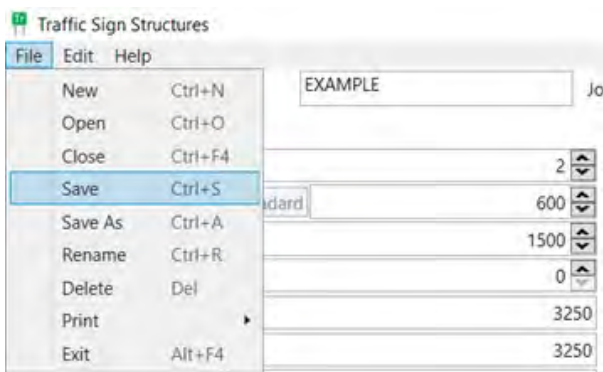 Traffic Sign Structures
File Edit Help
New Ctrl+N EXAMPLE Jo
Open Ctrl+O
Close Ctrl+F4 2
Save Ctrl+S dard 600
Save As Ctrl+A 1500
Rename Ctrl+R 0
Delete Del
Print 3250
Exit Alt+F4 3250